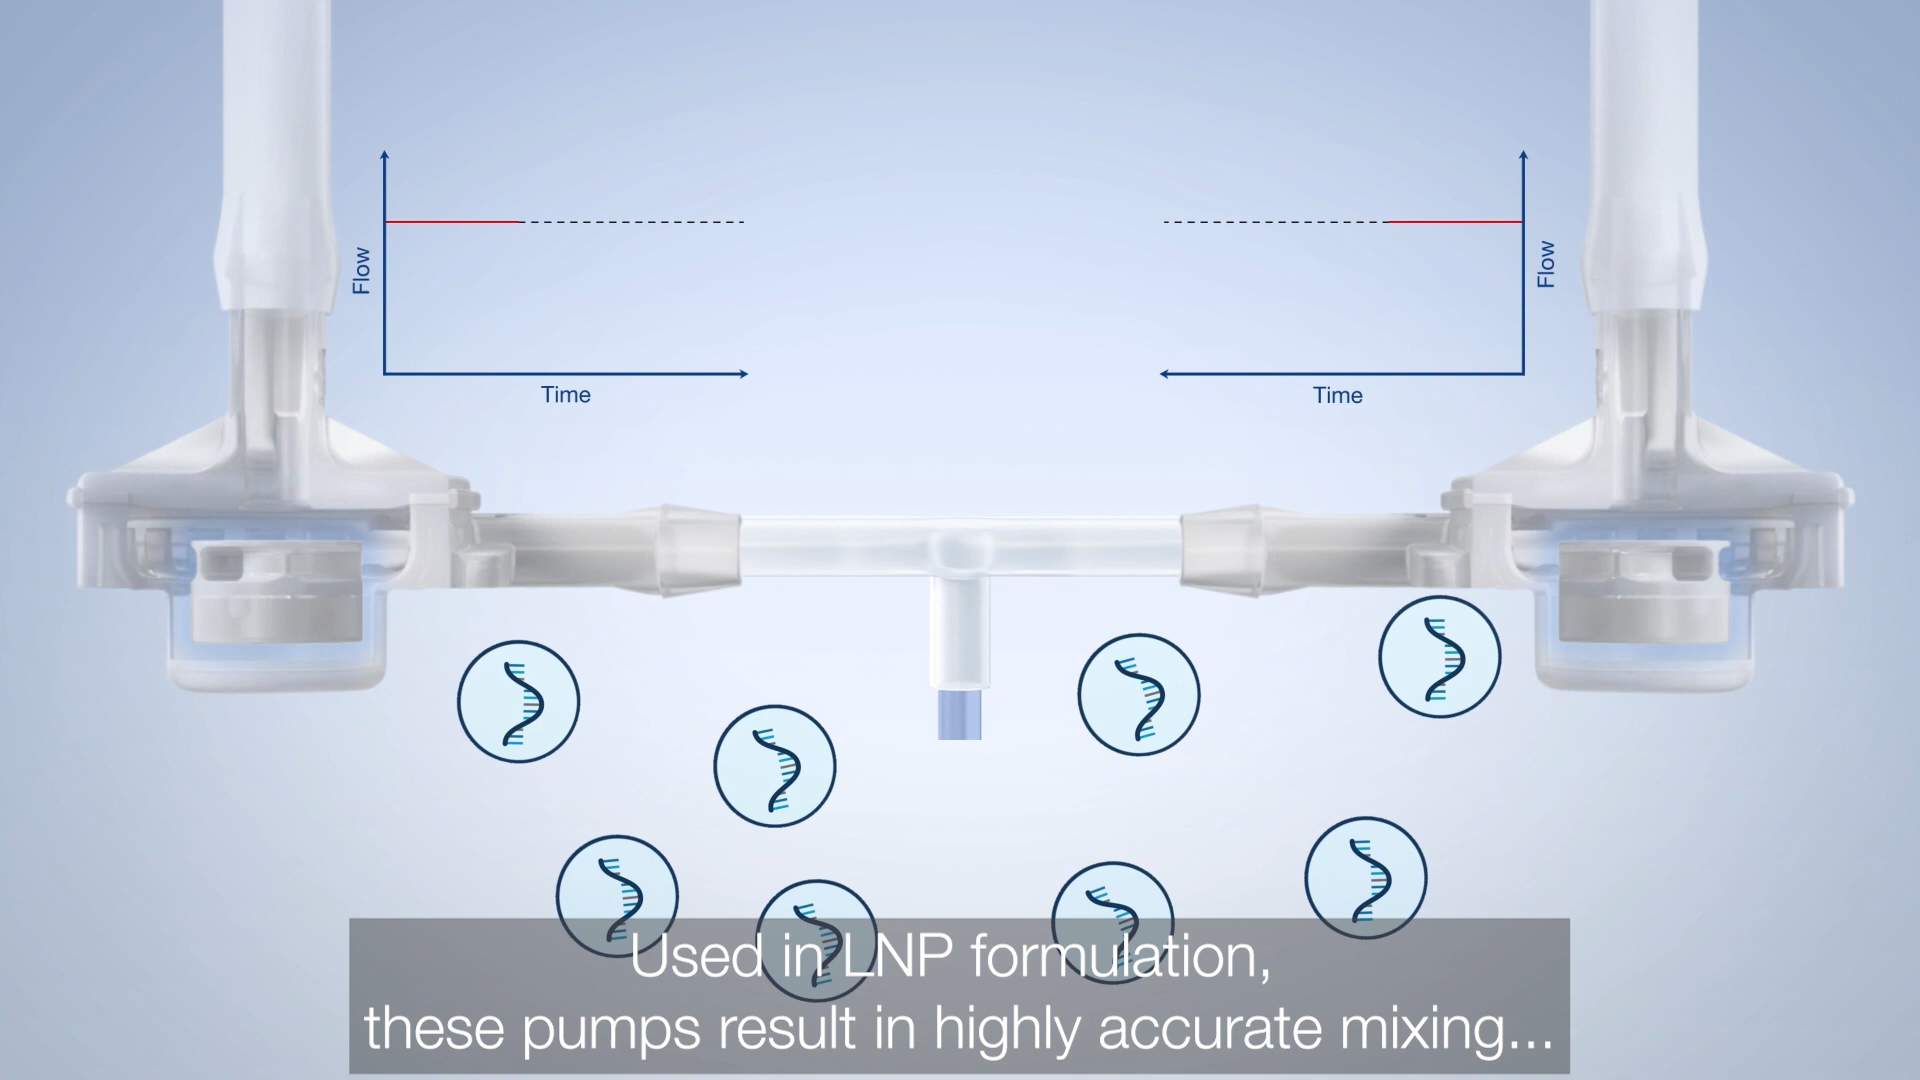 Flow
Time
Flow
Time
Used in LNP formulation,
these pumps result in highly accurate mixing...